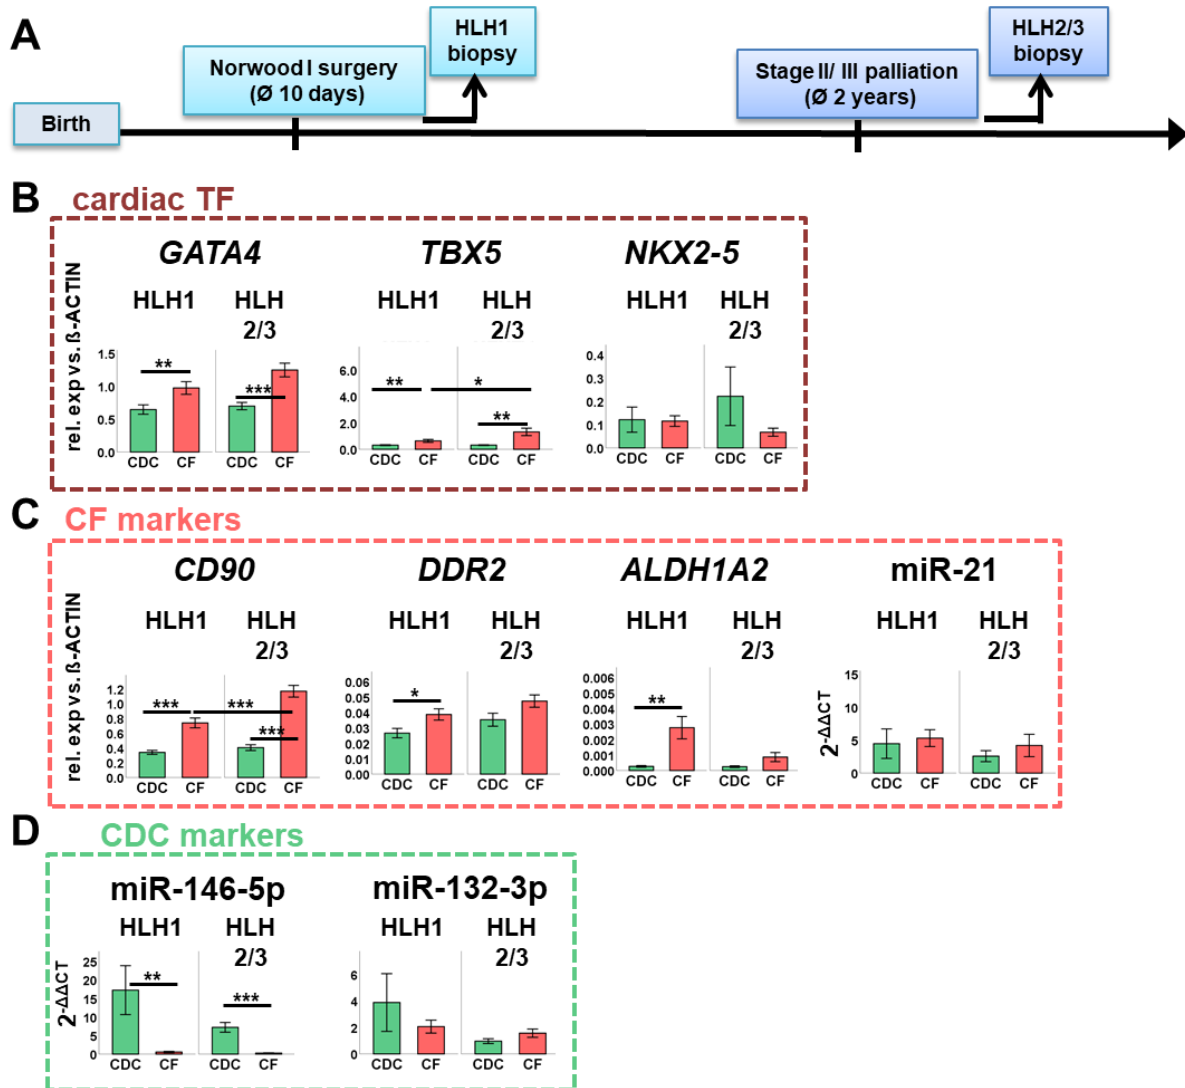 A
Birth
Norwood I surgery
(Ø 10 days)
HLH1
biopsy
Stage II/ III palliation
(Ø 2 years)
HLH2/3
biopsy
B
cardiac TF
rel. exp vs. ß-ACTIN
GATA4
HLH1
HLH
2/3
1.5
1.0
0.5
0.0
**
***
CDC
CF
CDC
CF
TBX5
HLH1
HLH
2/3
6.0
4.0
2.0
0.0
**
*
**
CDC
CF
CDC
CF
NKX2-5
HLH1
HLH
2/3
0.4
0.3
0.2
0.1
0.0
CDC
CF
CDC
CF
C
CF markers
rel. exp vs. ß-ACTIN
CD90
HLH1
HLH
2/3
1.2
1.0
0.8
0.6
0.4
0.2
0.0
***
***
***
CDC
CF
CDC
CF
DDR2
HLH1
HLH
2/3
0.06
0.05
0.04
0.03
0.02
0.01
0.00
*
CDC
CF
CDC
CF
ALDH1A2
HLH1
HLH
2/3
0.006
0.005
0.004
0.003
0.002
0.001
0.000
**
CDC
CF
CDC
CF
miR-21
HLH1
HLH
2/3
2-ΔΔCT
15
10
5
0
CDC
CF
CDC
CF
D
CDC markers
miR-146-5p
HLH1
HLH
2/3
2-ΔΔCT
25
20
15
10
5
0
**
***
CDC
CF
CDC
CF
miR-132-3p
HLH1
HLH
2/3
6
4
2
0
CDC
CF
CDC
CF